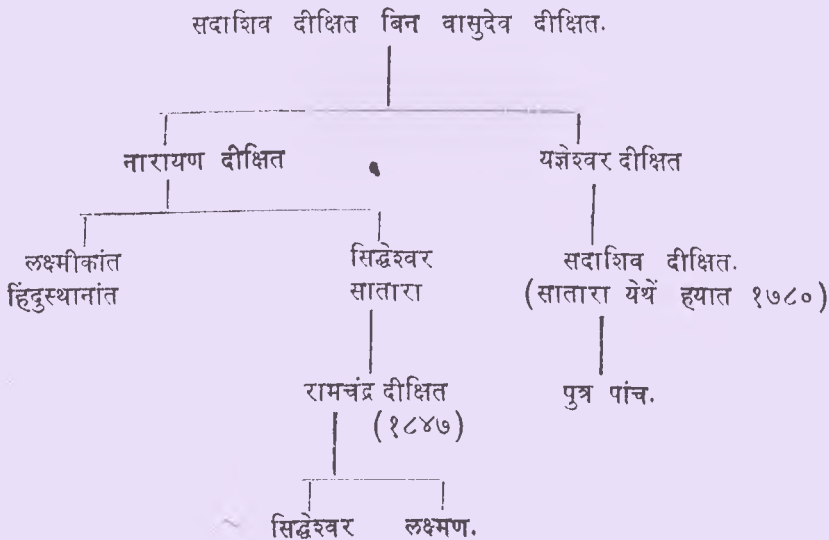 सदाशिव दीक्षित बिन वासुदेव दीक्षित.
नारायण दीक्षित
यज्ञेश्वर दीक्षित
लक्ष्मीकांत
हिंदुस्थानांत
सिद्धेश्वर
सातारा
सदाशिव दीक्षित.
(सातारा येथें हयात १७८०)
रामचंद्र दीक्षित
(१८४७)
पुत्र पांच.
सिद्धेश्वर लक्ष्मण.